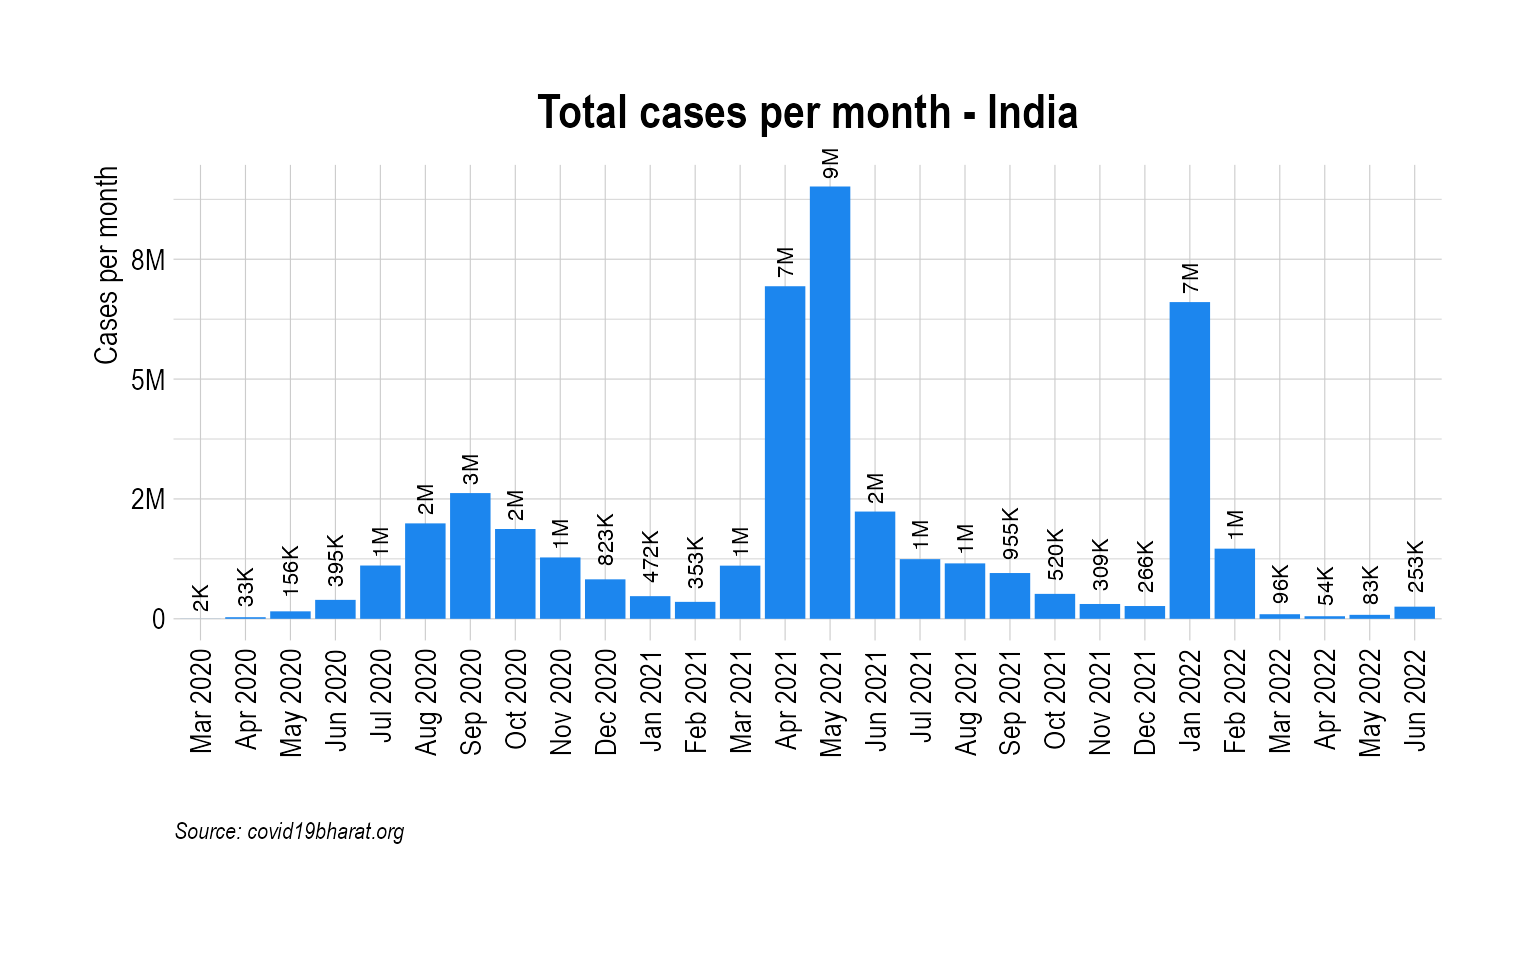 Total cases per month - India
Cases per month
8M
5M
2M
0
2K
33K
156K
395K
1M
2M
3M
2M
1M
823K
472K
353K
1M
7M
9M
2M
1M
1M
955K
520K
309K
266K
7M
1M
96K
54K
83K
253K
Mar 2020
Apr 2020
May 2020
Jun 2020
Jul 2020
Aug 2020
Sep 2020
Oct 2020
Nov 2020
Dec 2020
Jan 2021
Feb 2021
Mar 2021
Apr 2021
May 2021
Jun 2021
Jul 2021
Aug 2021
Sep 2021
Oct 2021
Nov 2021
Dec 2021
Jan 2022
Feb 2022
Mar 2022
Apr 2022
May 2022
Jun 2022
Source: covid19bharat.org